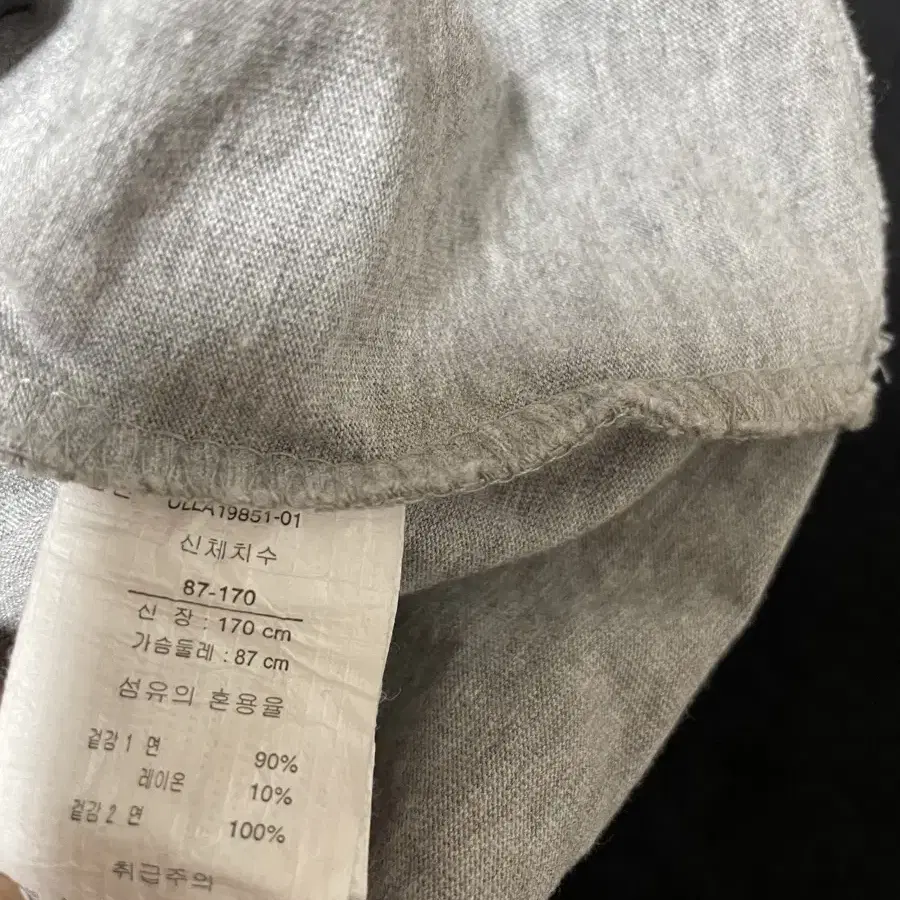 ULLA19851-01
신체치수
87-170
신 장 : 170 cm
가슴둘레 : 87 cm
섬유의 혼용율
겉감1 면 90%
레이온 10%
겉감2 면 100%
취급주의